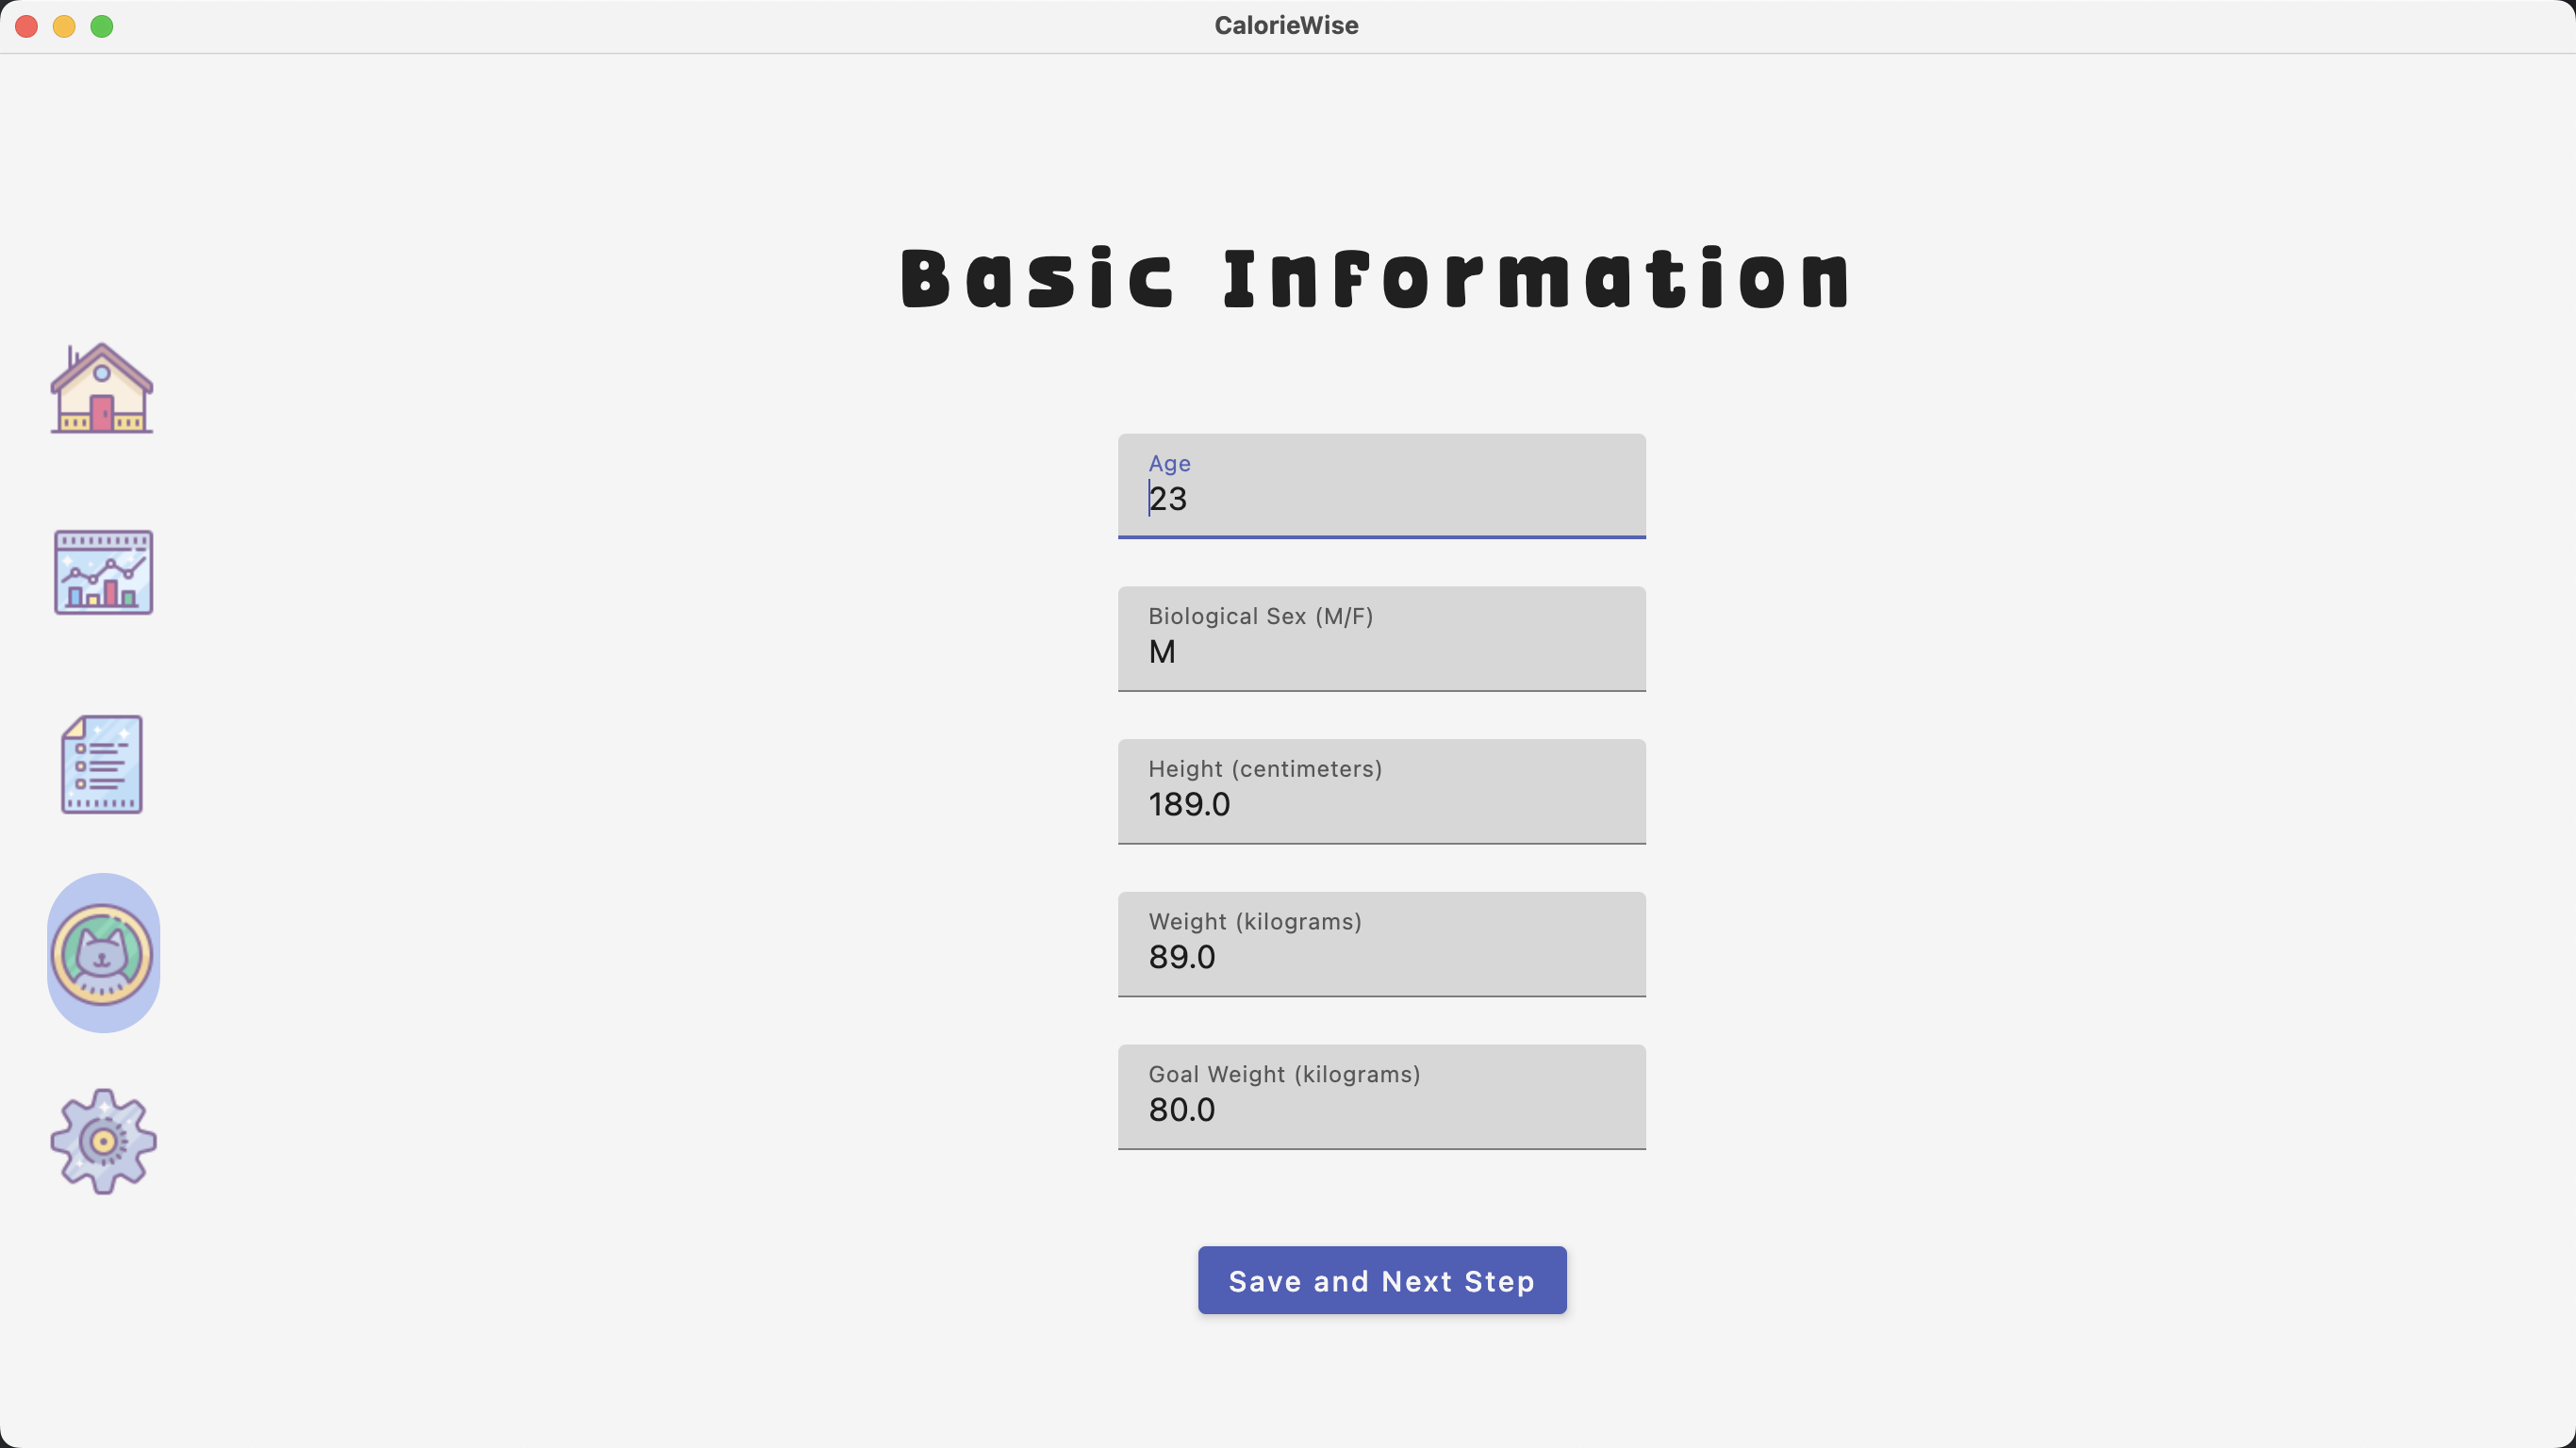 CalorieWise
Basic Information
Age
23
Biological Sex (M/F)
M
Height (centimeters)
189.0
Weight (kilograms)
89.0
Goal Weight (kilograms)
80.0
Save and Next Step